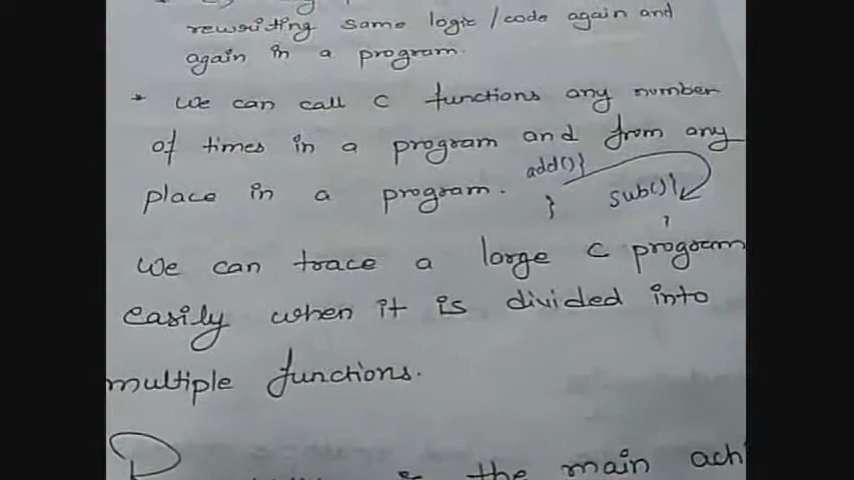 rewriting same logic / code again and
again in a program.
* We can call C functions any number
of times in a program and from any
place in a program.
add(){
}
sub(){
}
We can trace a large C program
easily when it is divided into
multiple functions.
the main